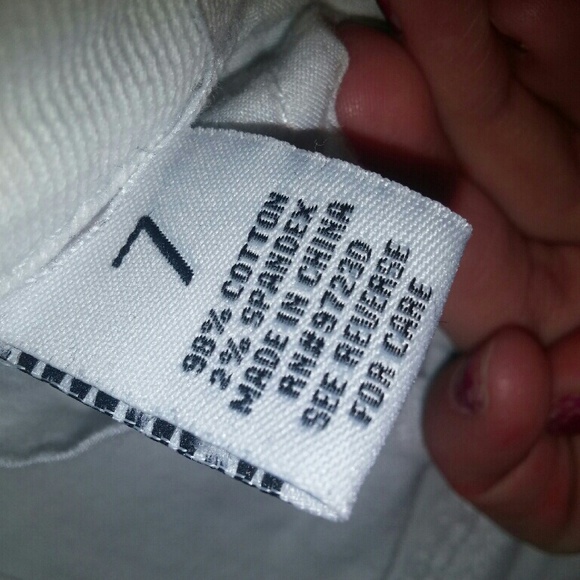 7
98% COTTON
2% SPANDEX
MADE IN CHINA
RN#97230
SEE REVERSE
FOR CARE